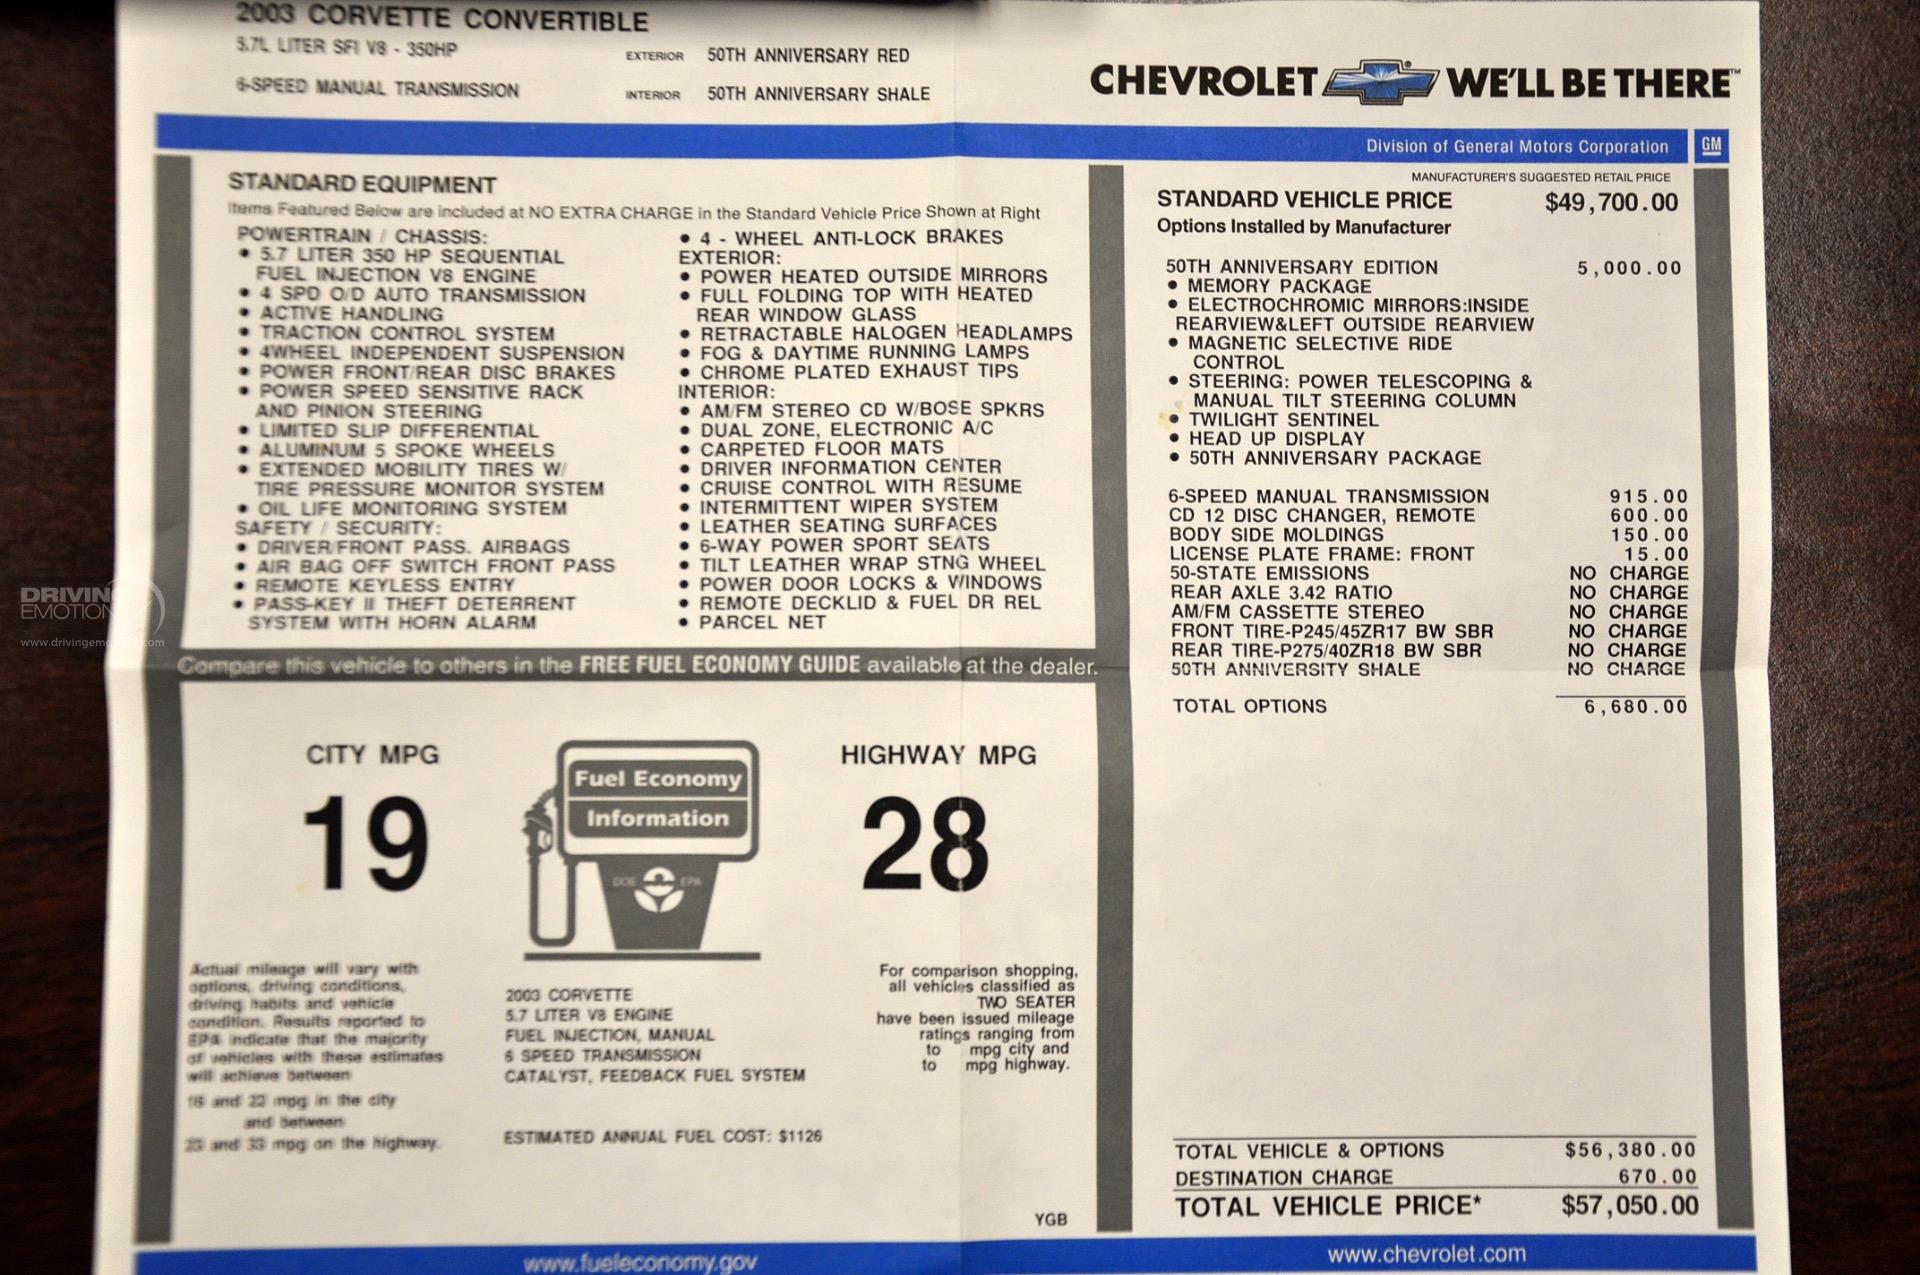 2003 CORVETTE CONVERTIBLE
5.7L LITER SFI V8 - 350HP
6-SPEED MANUAL TRANSMISSION
EXTERIOR 50TH ANNIVERSARY RED
INTERIOR 50TH ANNIVERSARY SHALE
CHEVROLET WE'LL BE THERE™
Division of General Motors Corporation GM
STANDARD EQUIPMENT
Items Featured Below are included at NO EXTRA CHARGE in the Standard Vehicle Price Shown at Right
POWERTRAIN / CHASSIS:
• 5.7 LITER 350 HP SEQUENTIAL
FUEL INJECTION V8 ENGINE
• 4 SPD O/D AUTO TRANSMISSION
• ACTIVE HANDLING
• TRACTION CONTROL SYSTEM
• 4WHEEL INDEPENDENT SUSPENSION
• POWER FRONT/REAR DISC BRAKES
• POWER SPEED SENSITIVE RACK
AND PINION STEERING
• LIMITED SLIP DIFFERENTIAL
• ALUMINUM 5 SPOKE WHEELS
• EXTENDED MOBILITY TIRES W/
TIRE PRESSURE MONITOR SYSTEM
• OIL LIFE MONITORING SYSTEM
SAFETY / SECURITY:
• DRIVER/FRONT PASS. AIRBAGS
• AIR BAG OFF SWITCH FRONT PASS
• REMOTE KEYLESS ENTRY
• PASS-KEY II THEFT DETERRENT
SYSTEM WITH HORN ALARM
• 4 - WHEEL ANTI-LOCK BRAKES
EXTERIOR:
• POWER HEATED OUTSIDE MIRRORS
• FULL FOLDING TOP WITH HEATED
REAR WINDOW GLASS
• RETRACTABLE HALOGEN HEADLAMPS
• FOG & DAYTIME RUNNING LAMPS
• CHROME PLATED EXHAUST TIPS
INTERIOR:
• AM/FM STEREO CD W/BOSE SPKRS
• DUAL ZONE, ELECTRONIC A/C
• CARPETED FLOOR MATS
• DRIVER INFORMATION CENTER
• CRUISE CONTROL WITH RESUME
• INTERMITTENT WIPER SYSTEM
• LEATHER SEATING SURFACES
• 6-WAY POWER SPORT SEATS
• TILT LEATHER WRAP STNG WHEEL
• POWER DOOR LOCKS & WINDOWS
• REMOTE DECKLID & FUEL DR REL
• PARCEL NET
MANUFACTURER'S SUGGESTED RETAIL PRICE
STANDARD VEHICLE PRICE $49,700.00
Options Installed by Manufacturer
50TH ANNIVERSARY EDITION 5,000.00
• MEMORY PACKAGE
• ELECTROCHROMIC MIRRORS:INSIDE
REARVIEW&LEFT OUTSIDE REARVIEW
• MAGNETIC SELECTIVE RIDE
CONTROL
• STEERING: POWER TELESCOPING &
MANUAL TILT STEERING COLUMN
• TWILIGHT SENTINEL
• HEAD UP DISPLAY
• 50TH ANNIVERSARY PACKAGE
6-SPEED MANUAL TRANSMISSION 915.00
CD 12 DISC CHANGER, REMOTE 600.00
BODY SIDE MOLDINGS 150.00
LICENSE PLATE FRAME: FRONT 15.00
50-STATE EMISSIONS NO CHARGE
REAR AXLE 3.42 RATIO NO CHARGE
AM/FM CASSETTE STEREO NO CHARGE
FRONT TIRE-P245/45ZR17 BW SBR NO CHARGE
REAR TIRE-P275/40ZR18 BW SBR NO CHARGE
50TH ANNIVERSITY SHALE NO CHARGE
TOTAL OPTIONS 6,680.00
TOTAL VEHICLE & OPTIONS $56,380.00
DESTINATION CHARGE 670.00
TOTAL VEHICLE PRICE* $57,050.00
Compare this vehicle to others in the FREE FUEL ECONOMY GUIDE available at the dealer.
CITY MPG
19
Fuel Economy
Information
DOE EPA
HIGHWAY MPG
28
Actual mileage will vary with
options, driving conditions,
driving habits and vehicle
condition. Results reported to
EPA indicate that the majority
of vehicles with these estimates
will achieve between
16 and 22 mpg in the city
and between
23 and 33 mpg on the highway.
2003 CORVETTE
5.7 LITER V8 ENGINE
FUEL INJECTION, MANUAL
6 SPEED TRANSMISSION
CATALYST, FEEDBACK FUEL SYSTEM
ESTIMATED ANNUAL FUEL COST: $1126
For comparison shopping,
all vehicles classified as
TWO SEATER
have been issued mileage
ratings ranging from
to mpg city and
to mpg highway.
YGB
www.fueleconomy.gov
www.chevrolet.com
DRIVING
EMOTION